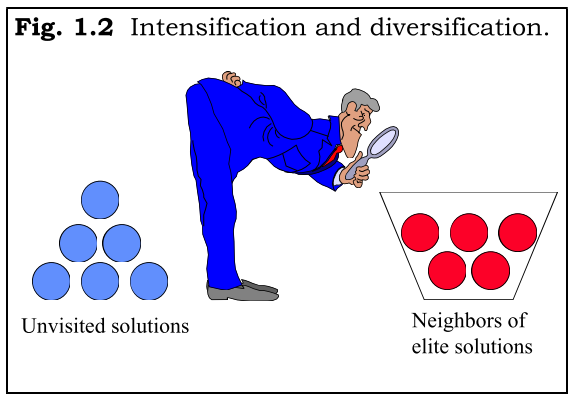 Fig. 1.2 Intensification and diversification.
Unvisited solutions
Neighbors of
elite solutions